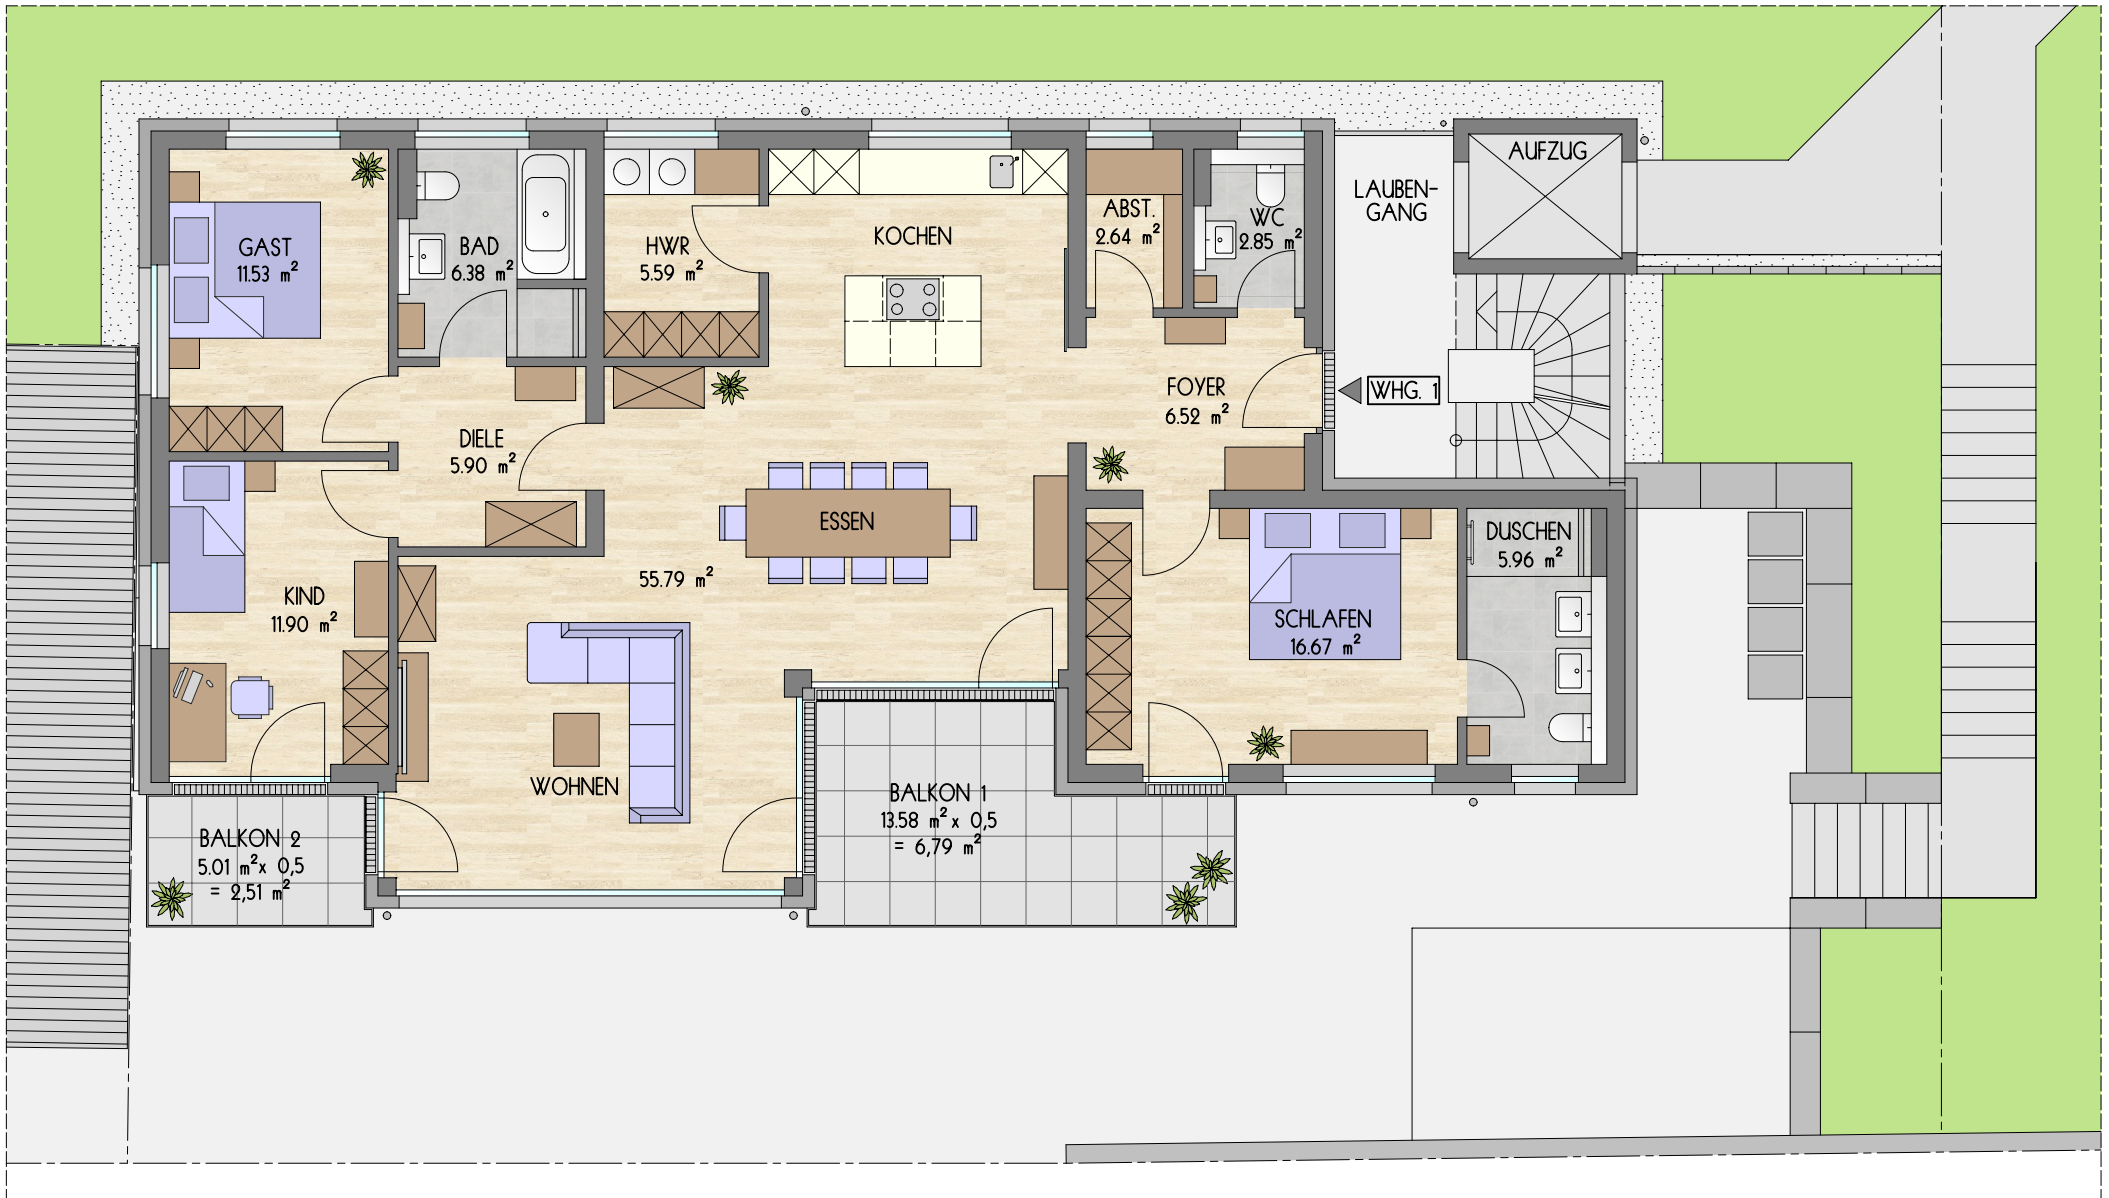 AUFZUG
LAUBEN-
GANG
GAST
11.53 m²
BAD
6.38 m²
HWR
5.59 m²
KOCHEN
ABST.
2.64 m²
WC
2.85 m²
FOYER
6.52 m²
WHG. 1
DIELE
5.90 m²
ESSEN
55.79 m²
KIND
11.90 m²
SCHLAFEN
16.67 m²
DUSCHEN
5.96 m²
WOHNEN
BALKON 1
13.58 m² x 0,5
= 6,79 m²
BALKON 2
5.01 m²x 0,5
= 2,51 m²